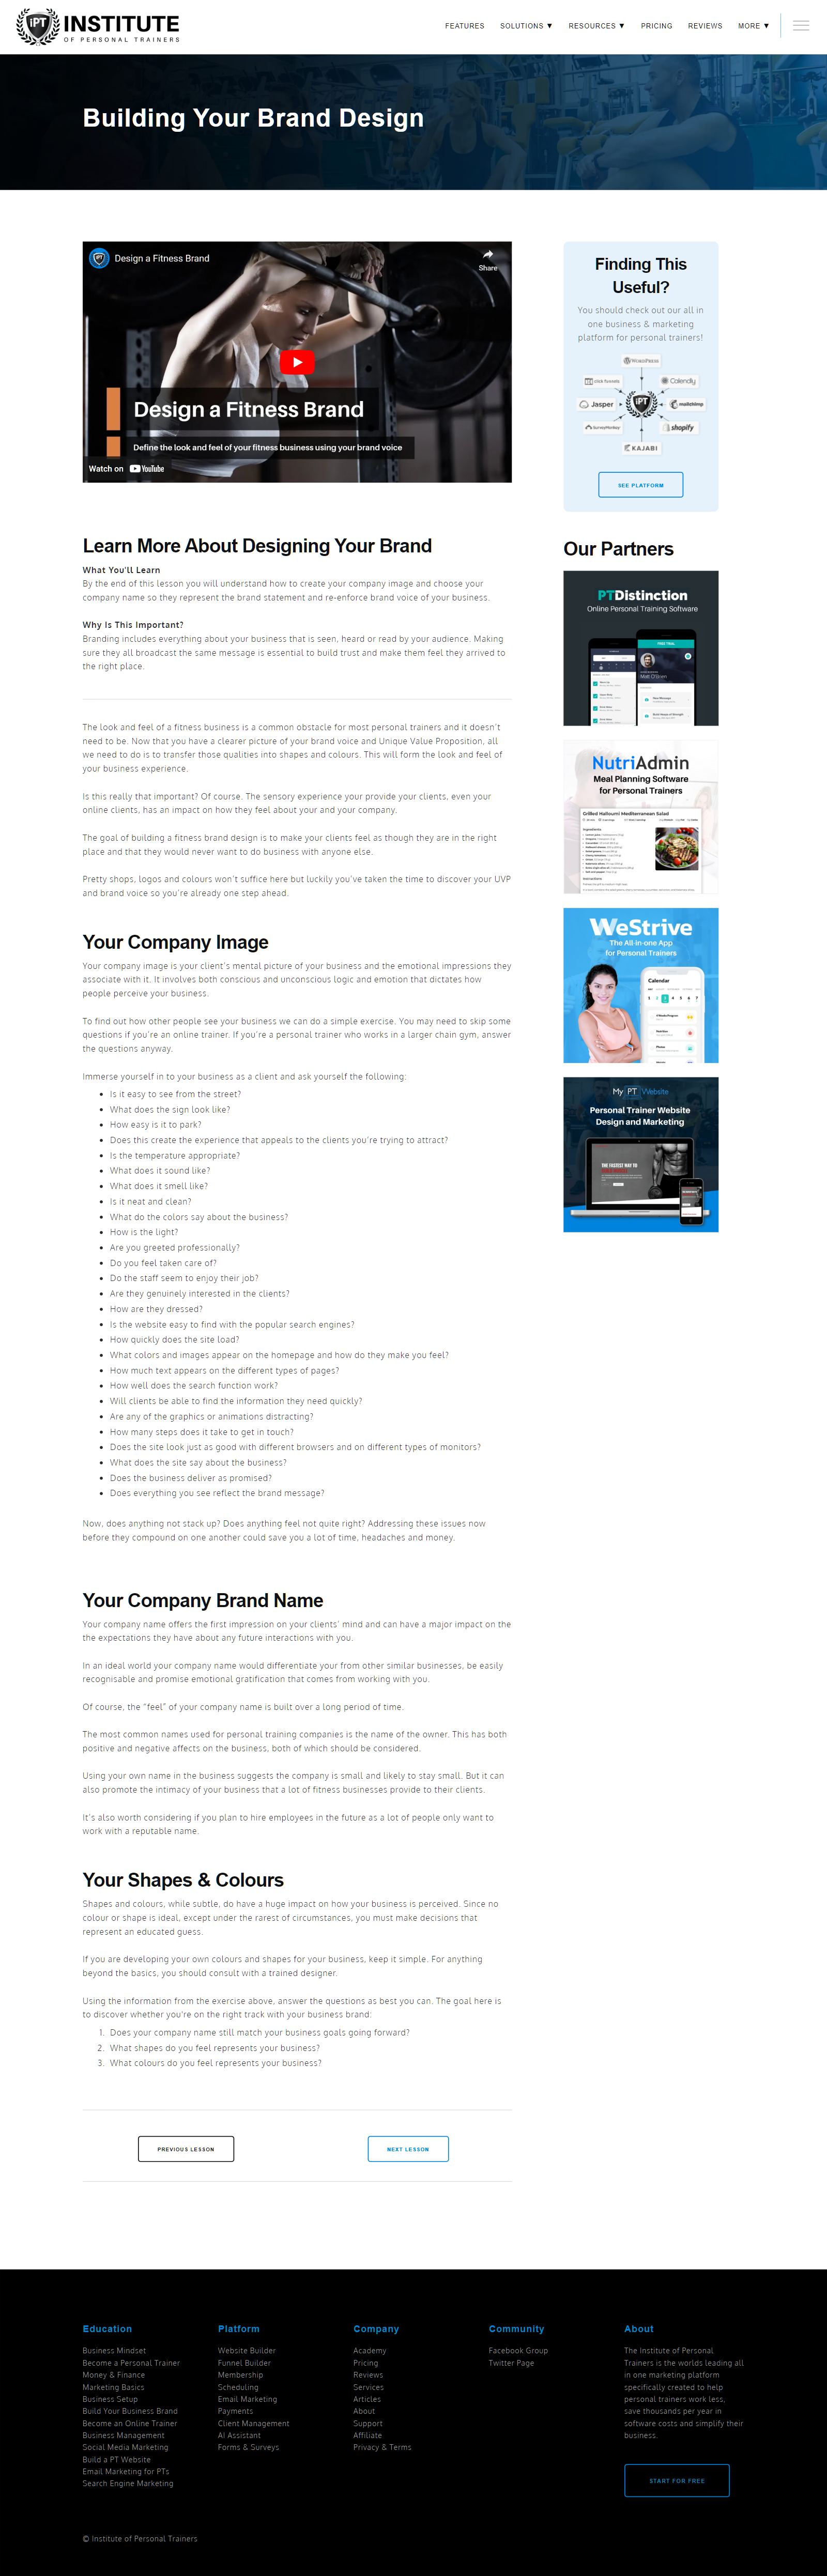 iPT INSTITUTE
OF PERSONAL TRAINERS
FEATURES SOLUTIONS ▼ RESOURCES ▼ PRICING REVIEWS MORE ▼
Building Your Brand Design
iPT Design a Fitness Brand
Share
Design a Fitness Brand
Define the look and feel of your fitness business using your brand voice
Watch on YouTube
Learn More About Designing Your Brand
What You'll Learn
By the end of this lesson you will understand how to create your company image and choose your
company name so they represent the brand statement and re-enforce brand voice of your business.
Why Is This Important?
Branding includes everything about your business that is seen, heard or read by your audience. Making
sure they all broadcast the same message is essential to build trust and make them feel they arrived to
the right place.
The look and feel of a fitness business is a common obstacle for most personal trainers and it doesn't
need to be. Now that you have a clearer picture of your brand voice and Unique Value Proposition, all
we need to do is to transfer those qualities into shapes and colours. This will form the look and feel of
your business experience.
Is this really that important? Of course. The sensory experience your provide your clients, even your
online clients, has an impact on how they feel about your and your company.
The goal of building a fitness brand design is to make your clients feel as though they are in the right
place and that they would never want to do business with anyone else.
Pretty shops, logos and colours won't suffice here but luckily you've taken the time to discover your UVP
and brand voice so you're already one step ahead.
Your Company Image
Your company image is your client's mental picture of your business and the emotional impressions they
associate with it. It involves both conscious and unconscious logic and emotion that dictates how
people perceive your business.
To find out how other people see your business we can do a simple exercise. You may need to skip some
questions if you're an online trainer. If you're a personal trainer who works in a larger chain gym, answer
the questions anyway.
Immerse yourself in to your business as a client and ask yourself the following:
• Is it easy to see from the street?
• What does the sign look like?
• How easy is it to park?
• Does this create the experience that appeals to the clients you're trying to attract?
• Is the temperature appropriate?
• What does it sound like?
• What does it smell like?
• Is it neat and clean?
• What do the colors say about the business?
• How is the light?
• Are you greeted professionally?
• Do you feel taken care of?
• Do the staff seem to enjoy their job?
• Are they genuinely interested in the clients?
• How are they dressed?
• Is the website easy to find with the popular search engines?
• How quickly does the site load?
• What colors and images appear on the homepage and how do they make you feel?
• How much text appears on the different types of pages?
• How well does the search function work?
• Will clients be able to find the information they need quickly?
• Are any of the graphics or animations distracting?
• How many steps does it take to get in touch?
• Does the site look just as good with different browsers and on different types of monitors?
• What does the site say about the business?
• Does the business deliver as promised?
• Does everything you see reflect the brand message?
Now, does anything not stack up? Does anything feel not quite right? Addressing these issues now
before they compound on one another could save you a lot of time, headaches and money.
Your Company Brand Name
Your company name offers the first impression on your clients' mind and can have a major impact on the
the expectations they have about any future interactions with you.
In an ideal world your company name would differentiate your from other similar businesses, be easily
recognisable and promise emotional gratification that comes from working with you.
Of course, the "feel" of your company name is built over a long period of time.
The most common names used for personal training companies is the name of the owner. This has both
positive and negative affects on the business, both of which should be considered.
Using your own name in the business suggests the company is small and likely to stay small. But it can
also promote the intimacy of your business that a lot of fitness businesses provide to their clients.
It's also worth considering if you plan to hire employees in the future as a lot of people only want to
work with a reputable name.
Your Shapes & Colours
Shapes and colours, while subtle, do have a huge impact on how your business is perceived. Since no
colour or shape is ideal, except under the rarest of circumstances, you must make decisions that
represent an educated guess.
If you are developing your own colours and shapes for your business, keep it simple. For anything
beyond the basics, you should consult with a trained designer.
Using the information from the exercise above, answer the questions as best you can. The goal here is
to discover whether you're on the right track with your business brand:
1. Does your company name still match your business goals going forward?
2. What shapes do you feel represents your business?
3. What colours do you feel represents your business?
PREVIOUS LESSON
NEXT LESSON
Finding This
Useful?
You should check out our all in
one business & marketing
platform for personal trainers!
WordPress
click funnels
Calendly
Jasper
iPT
mailchimp
SurveyMonkey
shopify
KAJABI
SEE PLATFORM
Our Partners
PTDistinction
Online Personal Training Software
NutriAdmin
Meal Planning Software
for Personal Trainers
Grilled Halloumi Mediterranean Salad
Ingredients
Instructions
WeStrive
The All-in-one App
for Personal Trainers
Calendar
1 2 3 4 5 6 7
My PT Website
Personal Trainer Website
Design and Marketing
THE FASTEST WAY TO
Education
Business Mindset
Become a Personal Trainer
Money & Finance
Marketing Basics
Business Setup
Build Your Business Brand
Become an Online Trainer
Business Management
Social Media Marketing
Build a PT Website
Email Marketing for PTs
Search Engine Marketing
Platform
Website Builder
Funnel Builder
Membership
Scheduling
Email Marketing
Payments
Client Management
AI Assistant
Forms & Surveys
Company
Academy
Pricing
Reviews
Services
Articles
About
Support
Affiliate
Privacy & Terms
Community
Facebook Group
Twitter Page
About
The Institute of Personal
Trainers is the worlds leading all
in one marketing platform
specifically created to help
personal trainers work less,
save thousands per year in
software costs and simplify their
business.
START FOR FREE
© Institute of Personal Trainers